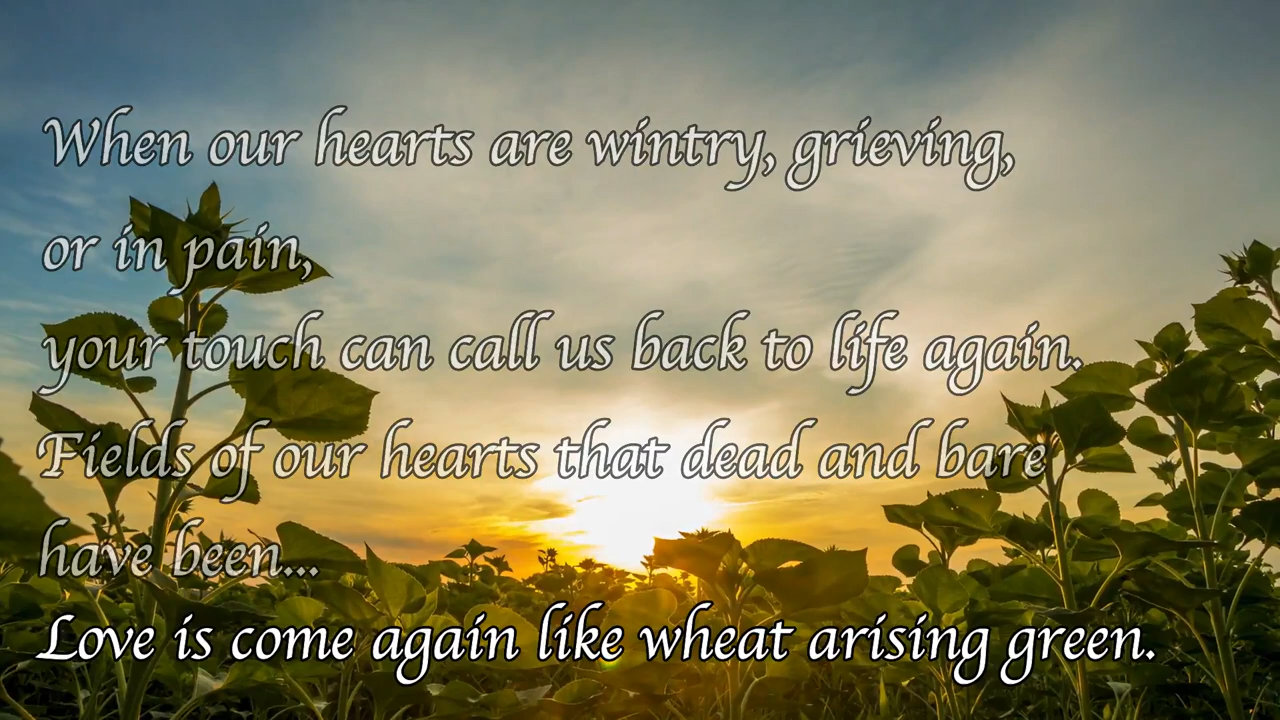 When our hearts are wintry, grieving,
or in pain,
your touch can call us back to life again.
Fields of our hearts that dead and bare
have been...
Love is come again like wheat arising green.